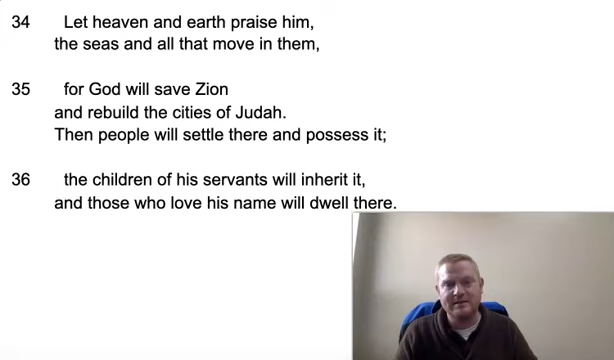 34 Let heaven and earth praise him,
the seas and all that move in them,
35 for God will save Zion
and rebuild the cities of Judah.
Then people will settle there and possess it;
36 the children of his servants will inherit it,
and those who love his name will dwell there.